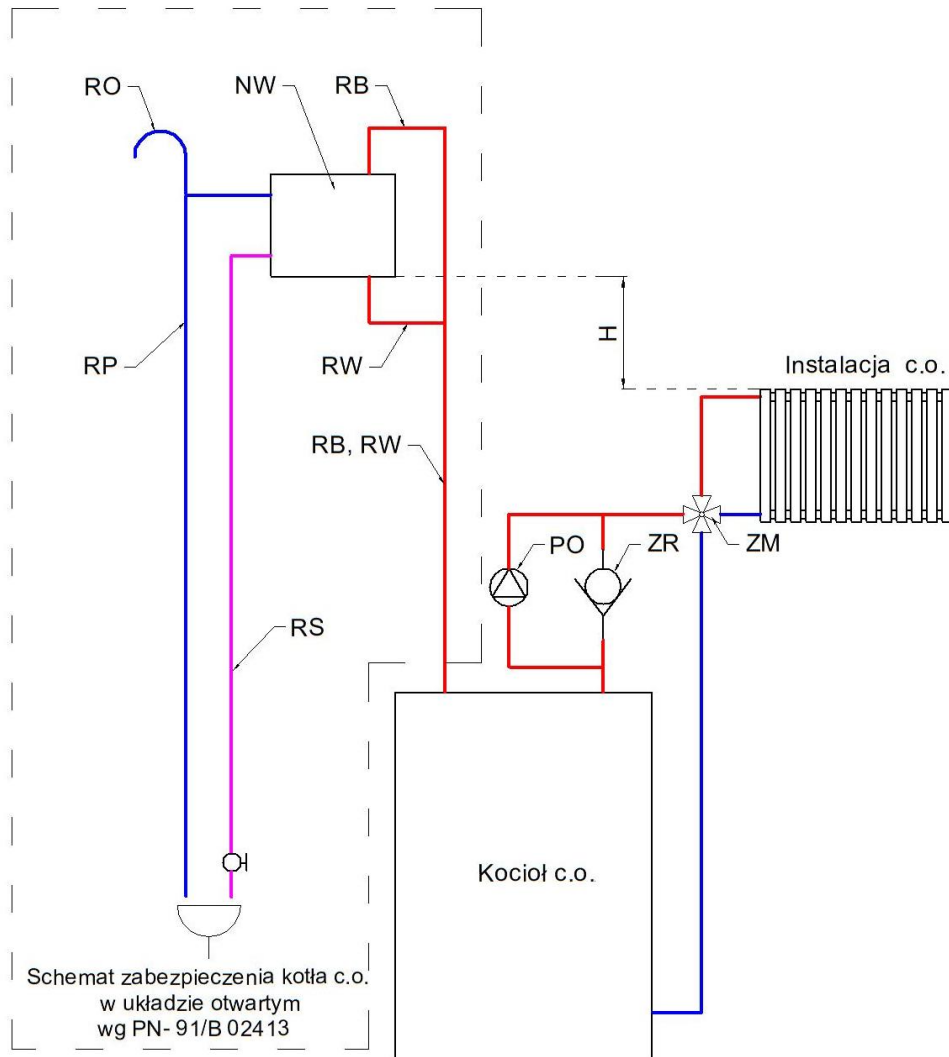 RO
NW
RB
RP
RW
H
Instalacja c.o.
RB, RW
PO
ZR
ZM
RS
Kocioł c.o.
Schemat zabezpieczenia kotła c.o.
w układzie otwartym
wg PN- 91/B 02413